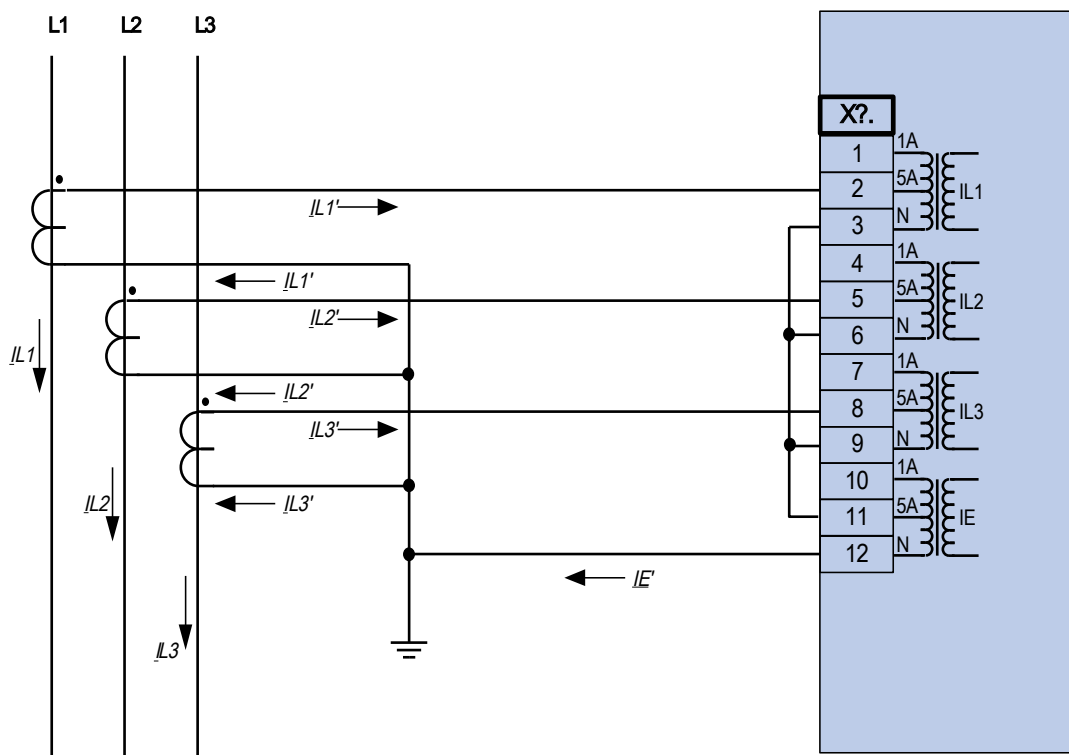 L1 L2 L3
X?.
1 1A
2 5A IL1
3 N
4 1A
5 5A IL2
6 N
7 1A
8 5A IL3
9 N
10 1A
11 5A IE
12 N
IL1'
IL1'
IL2'
IL1
IL2'
IL3'
IL2
IL3'
IE'
IL3